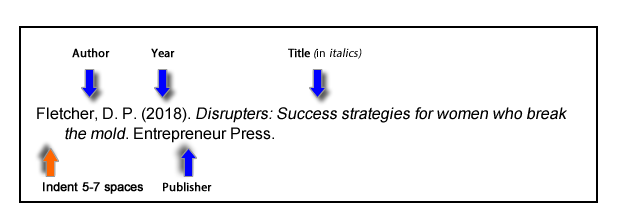 Author Year Title (in italics)
Fletcher, D. P. (2018). Disrupters: Success strategies for women who break
the mold. Entrepreneur Press.
Indent 5-7 spaces Publisher